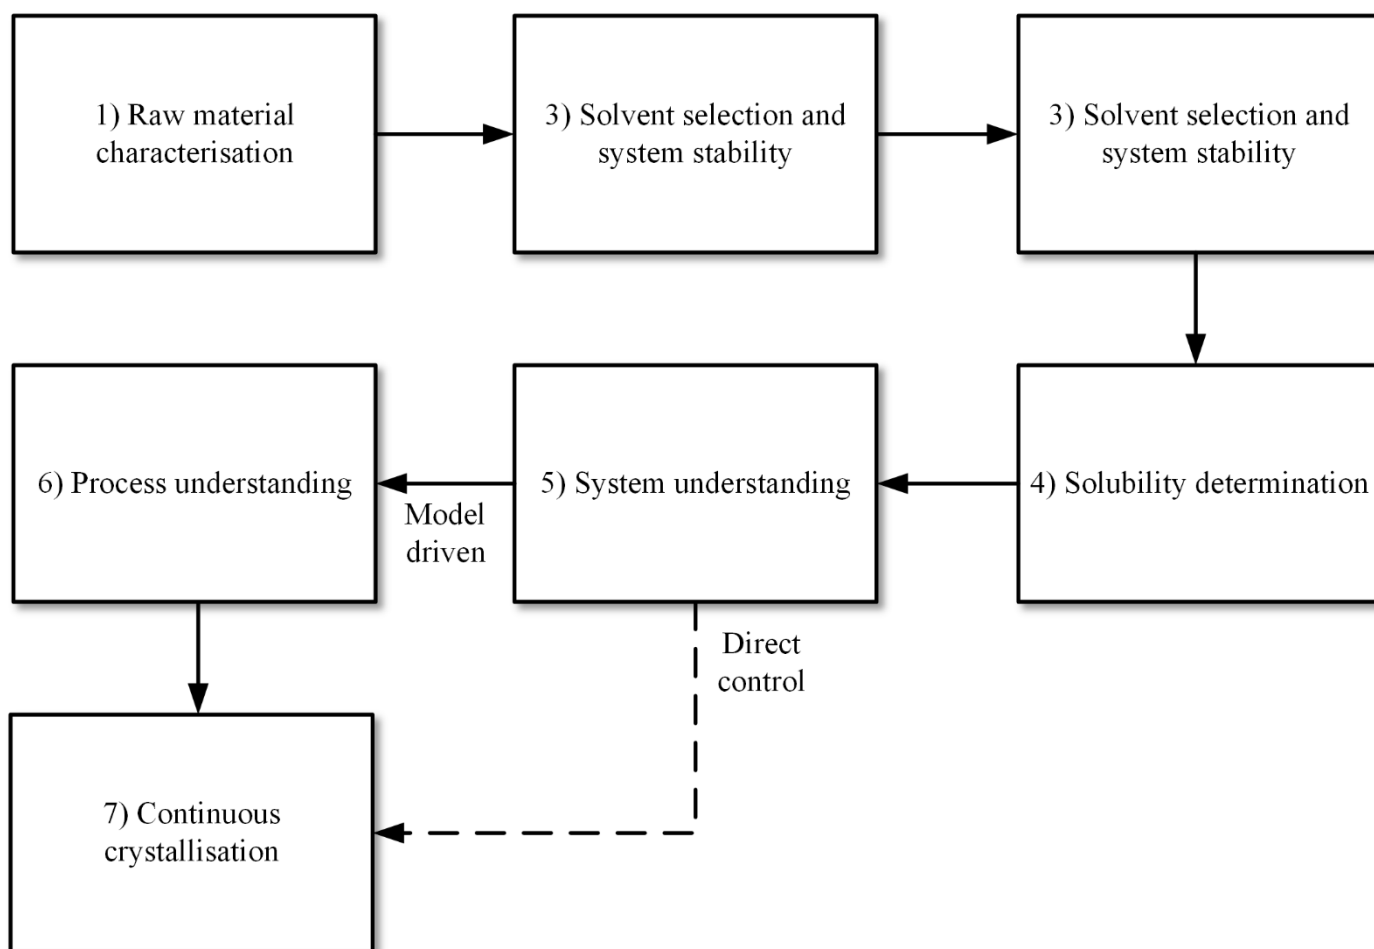 1) Raw material
characterisation
3) Solvent selection and
system stability
3) Solvent selection and
system stability
6) Process understanding
Model
driven
5) System understanding
4) Solubility determination
Direct
control
7) Continuous
crystallisation